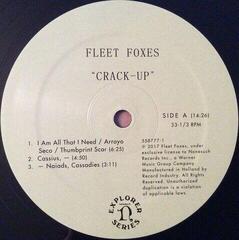 FLEET FOXES
"CRACK-UP"
SIDE A (14:26)
33-1/3 RPM
1. I Am All That I Need / Arroyo
Seco / Thumbprint Scar (6:25)
2. Cassius, — (4:50)
3. — Naiads, Cassadies (3:11)
558777-1
℗ © 2017 Fleet Foxes, under
exclusive license to Nonesuch
Records Inc., a Warner
Music Group Company
Manufactured in Holland by
Record Industry. All Rights
Reserved. Unauthorized
duplication is a violation
of applicable laws.
EXPLORER
n
SERIES